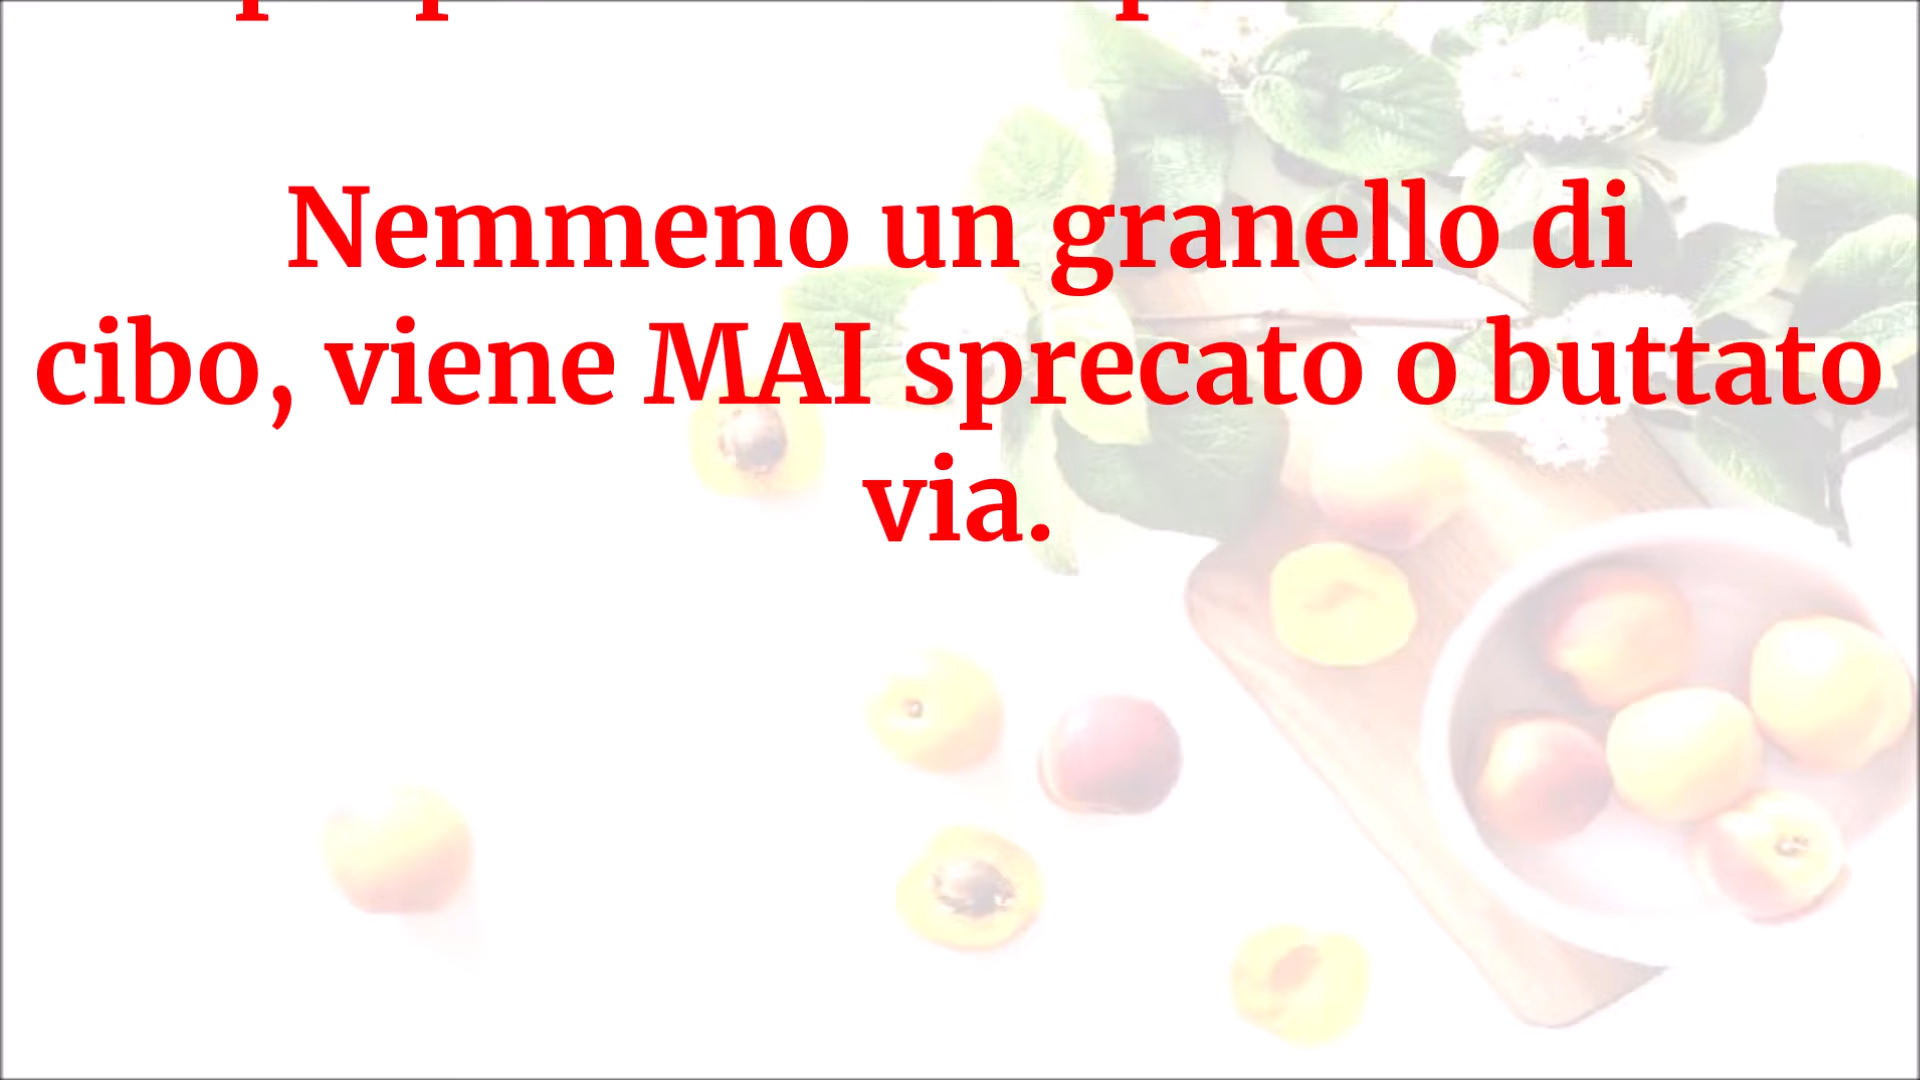 Nemmeno un granello di
cibo, viene MAI sprecato o buttato
via.